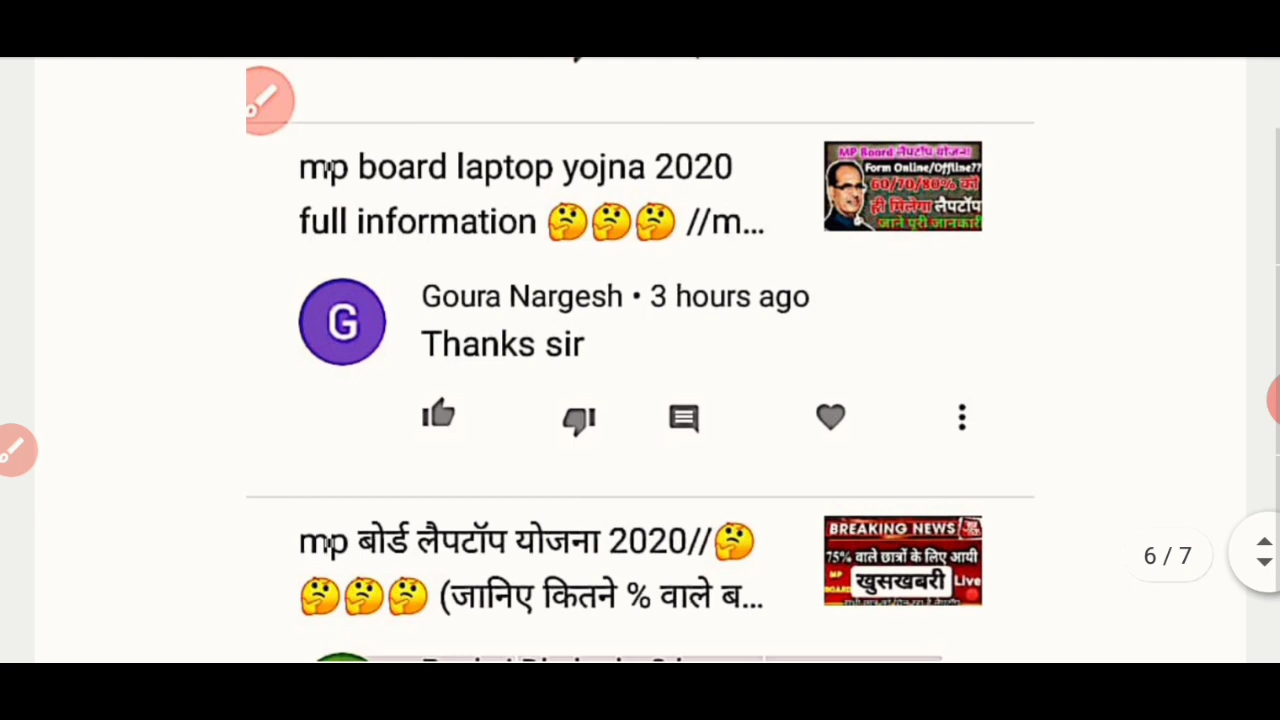 mp board laptop yojna 2020
full information 🤔🤔🤔 //m...
MP Board लैपटॉप योजना
Form Online/Offline??
60/70/80% को
ही मिलेगा लैपटॉप
जाने पूरी जानकारी
G
Goura Nargesh • 3 hours ago
Thanks sir
mp बोर्ड लैपटॉप योजना 2020//🤔
🤔🤔🤔 (जानिए कितने % वाले ब...
BREAKING NEWS
75% वाले छात्रों के लिए आयी
MP BOARD
खुसखबरी
Live
6 / 7